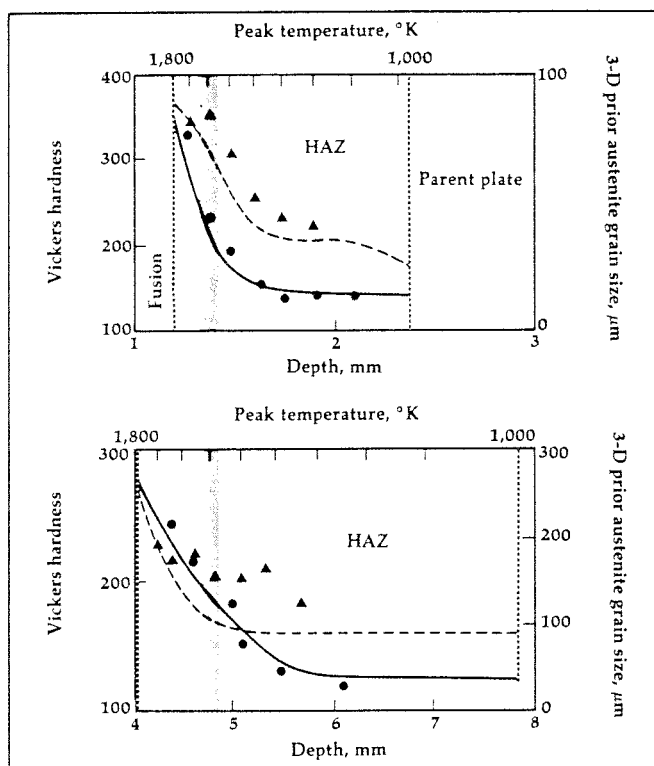 Peak temperature, °K
1,800
1,000
400
300
200
100
Vickers hardness
Fusion
HAZ
Parent plate
100
0
3-D prior austenite grain size, μm
1
2
3
Depth, mm
Peak temperature, °K
1,800
1,000
300
200
100
Vickers hardness
HAZ
300
200
100
0
3-D prior austenite grain size, μm
4
5
6
7
8
Depth, mm